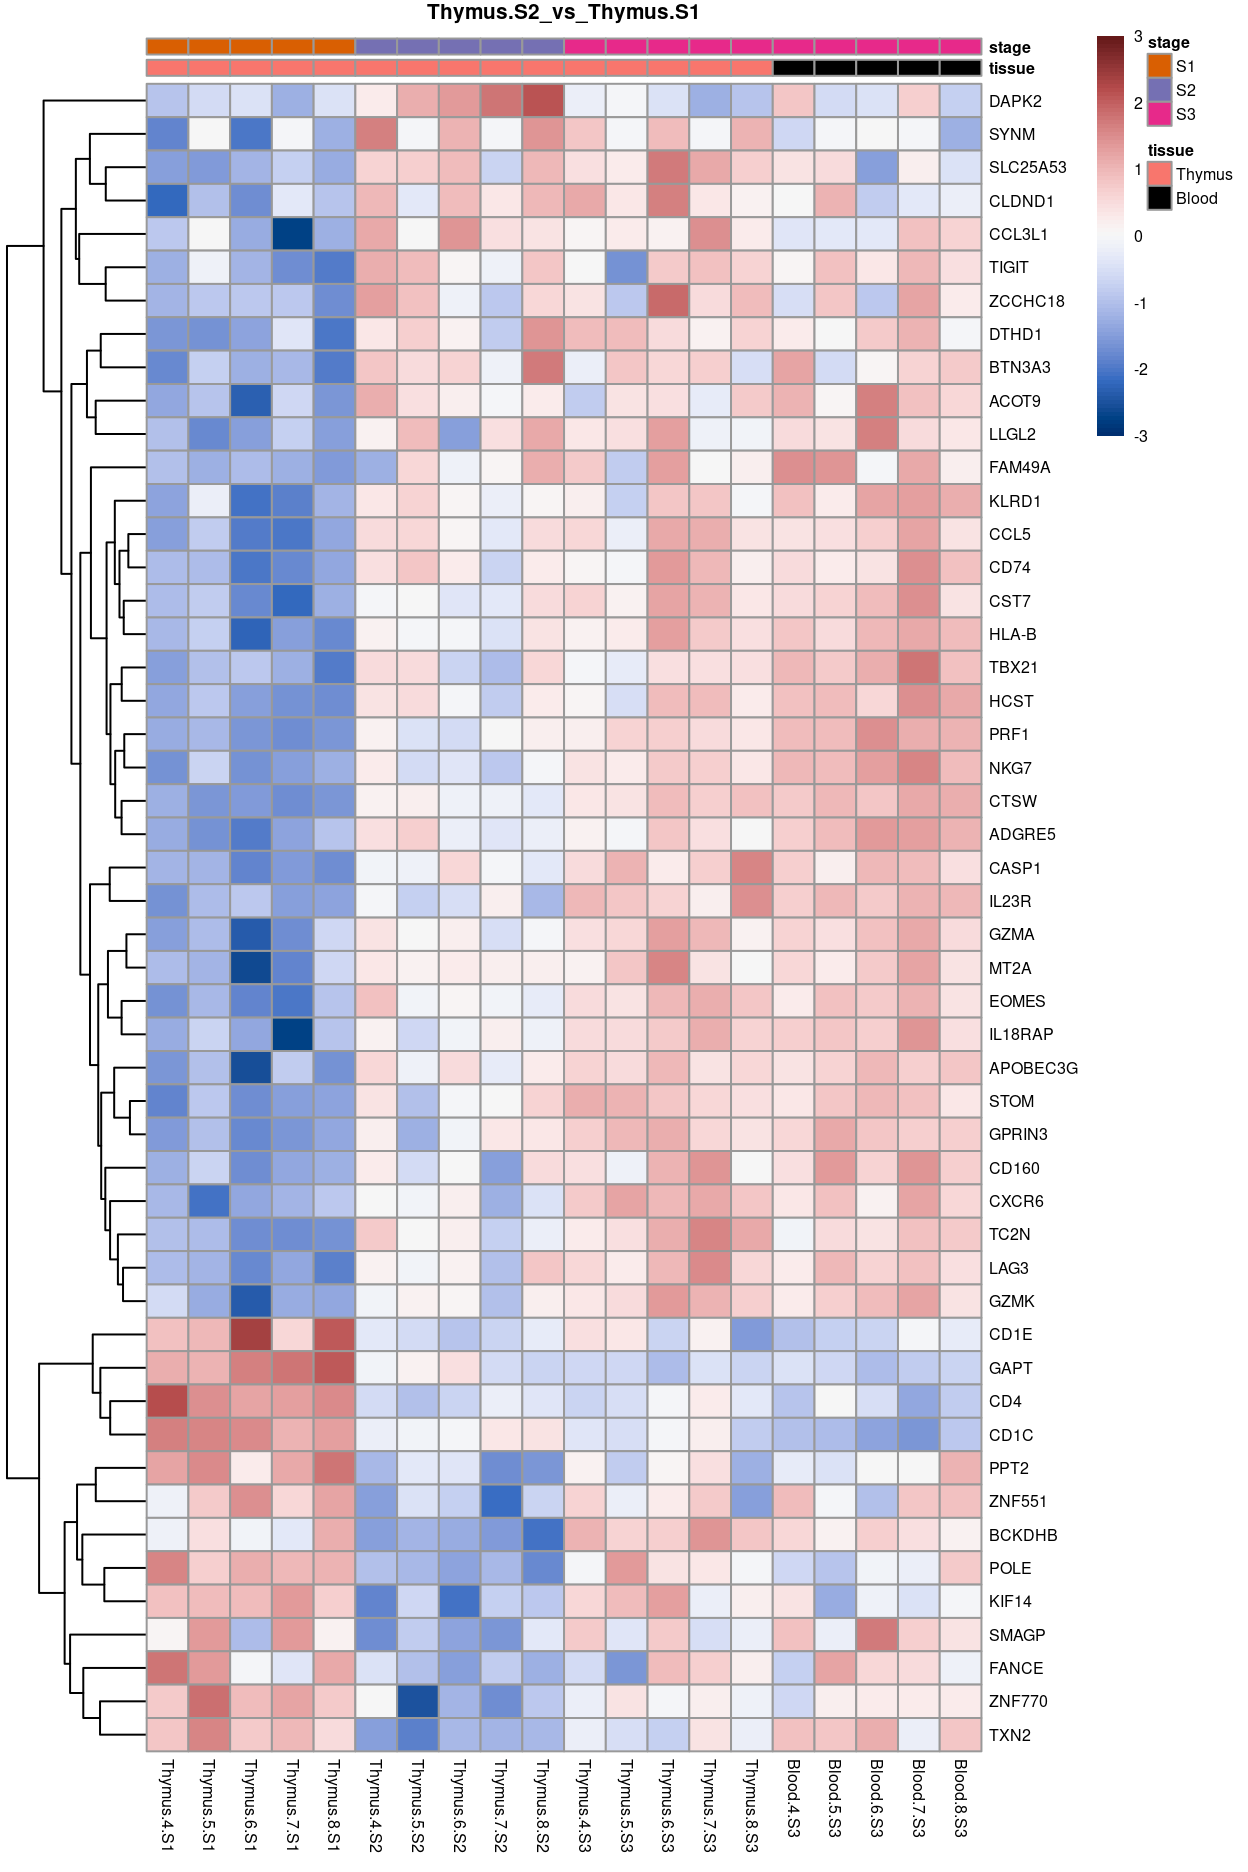 Thymus.S2_vs_Thymus.S1
stage
tissue
DAPK2
SYNM
SLC25A53
CLDND1
CCL3L1
TIGIT
ZCCHC18
DTHD1
BTN3A3
ACOT9
LLGL2
FAM49A
KLRD1
CCL5
CD74
CST7
HLA-B
TBX21
HCST
PRF1
NKG7
CTSW
ADGRE5
CASP1
IL23R
GZMA
MT2A
EOMES
IL18RAP
APOBEC3G
STOM
GPRIN3
CD160
CXCR6
TC2N
LAG3
GZMK
CD1E
GAPT
CD4
CD1C
PPT2
ZNF551
BCKDHB
POLE
KIF14
SMAGP
FANCE
ZNF770
TXN2
Thymus.4.S1
Thymus.5.S1
Thymus.6.S1
Thymus.7.S1
Thymus.8.S1
Thymus.4.S2
Thymus.5.S2
Thymus.6.S2
Thymus.7.S2
Thymus.8.S2
Thymus.4.S3
Thymus.5.S3
Thymus.6.S3
Thymus.7.S3
Thymus.8.S3
Blood.4.S3
Blood.5.S3
Blood.6.S3
Blood.7.S3
Blood.8.S3
3
2
1
0
-1
-2
-3
stage
S1
S2
S3
tissue
Thymus
Blood